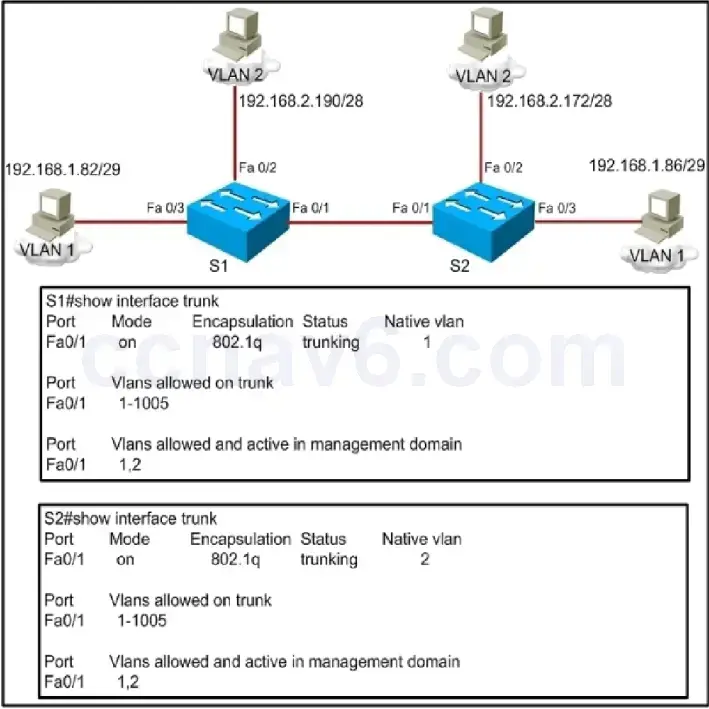 VLAN 2
VLAN 2
192.168.2.190/28
192.168.2.172/28
192.168.1.82/29
192.168.1.86/29
Fa 0/2
Fa 0/2
Fa 0/3
Fa 0/1
Fa 0/1
Fa 0/3
VLAN 1
VLAN 1
S1
S2
S1#show interface trunk
Port Mode Encapsulation Status Native vlan
Fa0/1 on 802.1q trunking 1
Port Vlans allowed on trunk
Fa0/1 1-1005
Port Vlans allowed and active in management domain
Fa0/1 1,2
ccnav6.com
S2#show interface trunk
Port Mode Encapsulation Status Native vlan
Fa0/1 on 802.1q trunking 2
Port Vlans allowed on trunk
Fa0/1 1-1005
Port Vlans allowed and active in management domain
Fa0/1 1,2